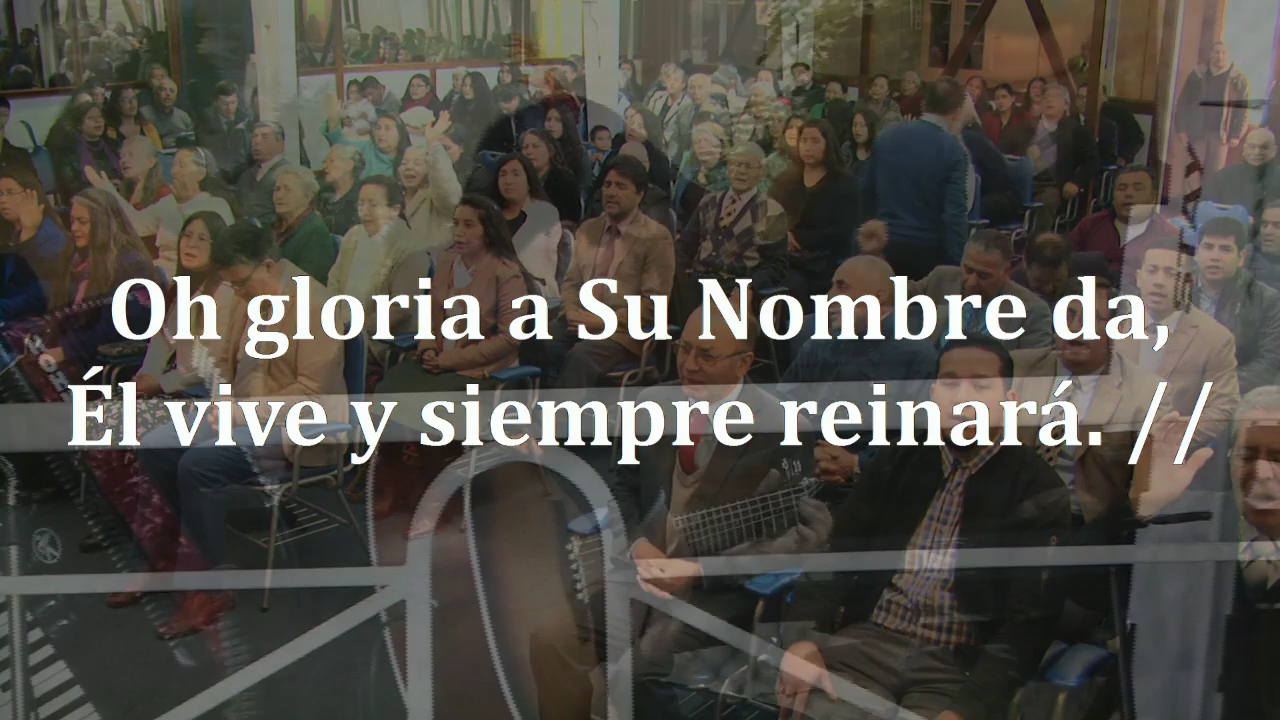 Oh gloria a Su Nombre da,
Él vive y siempre reinará. //